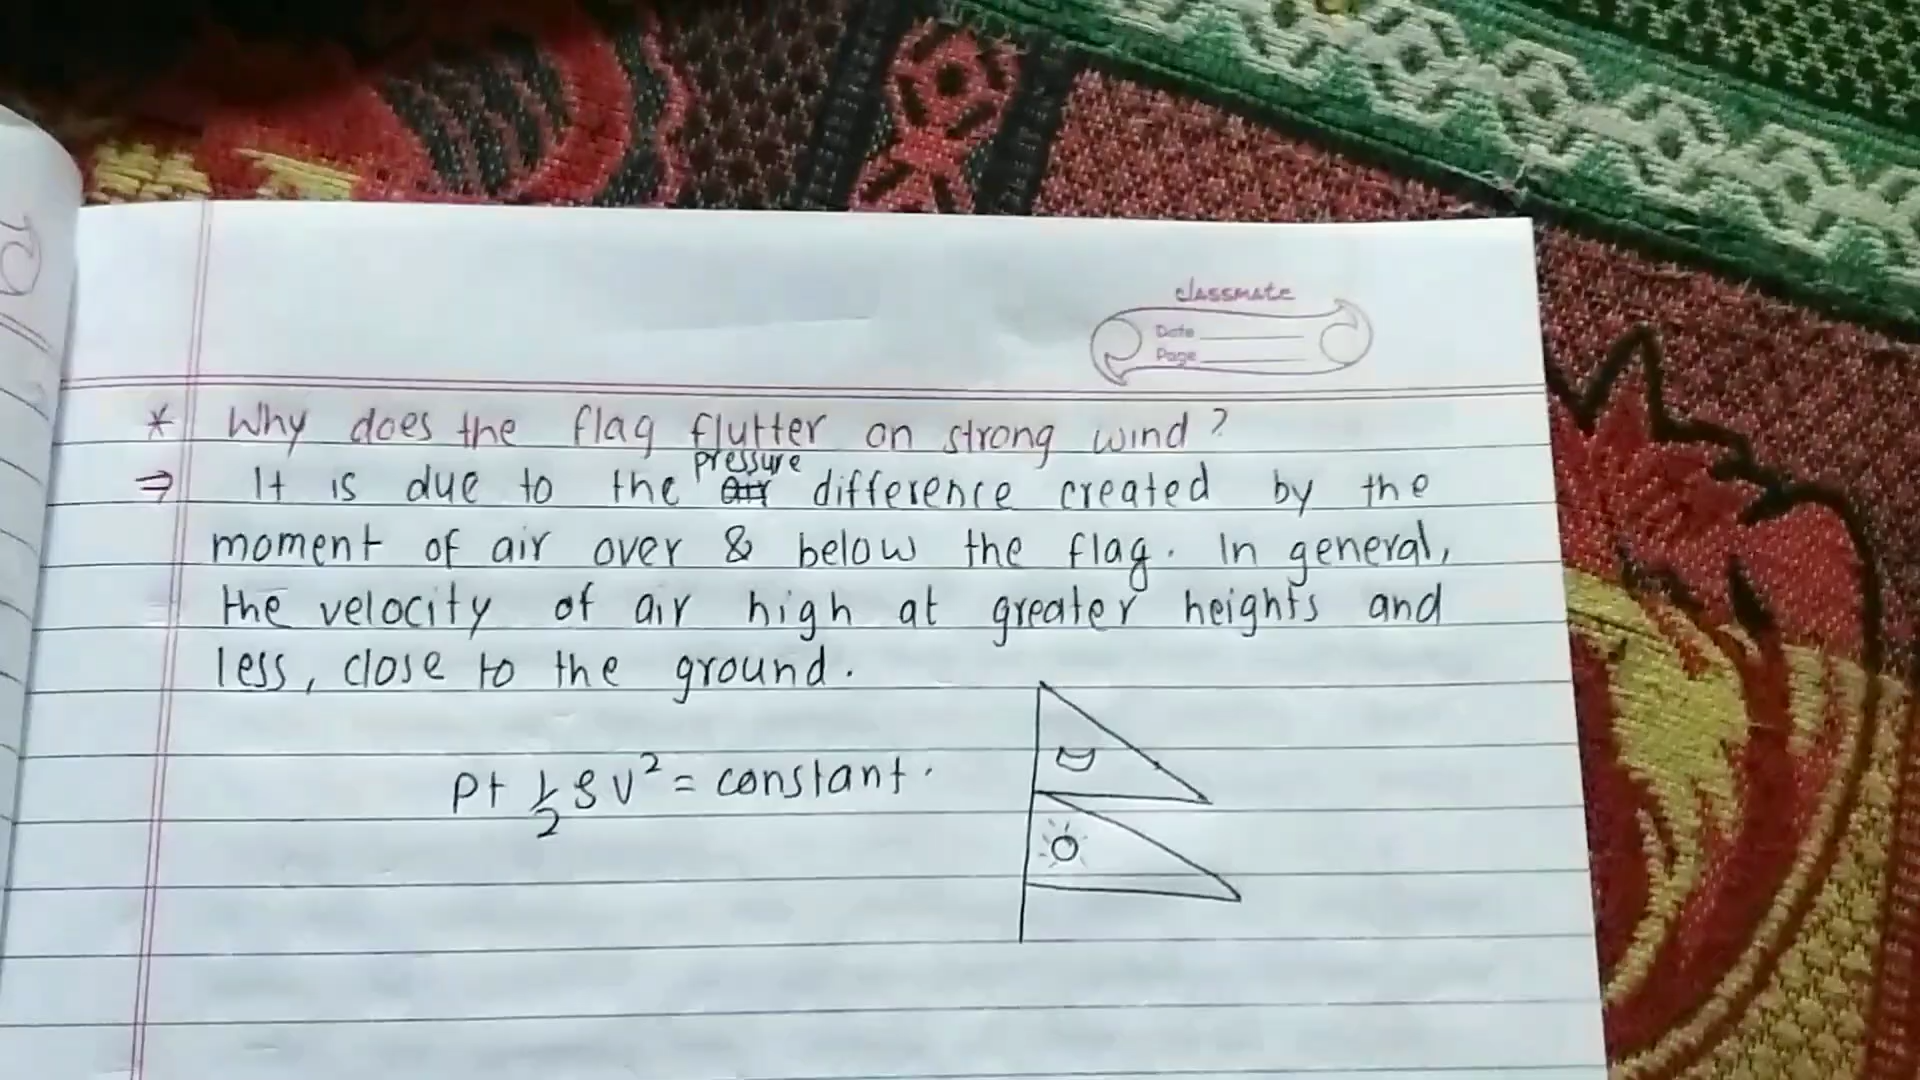 classmate
Date
Page
* Why does the flag flutter on strong wind?
pressure
⇒ It is due to the air difference created by the
moment of air over & below the flag. In general,
the velocity of air high at greater heights and
less, close to the ground.
P+ 1/2 ρv² = constant.